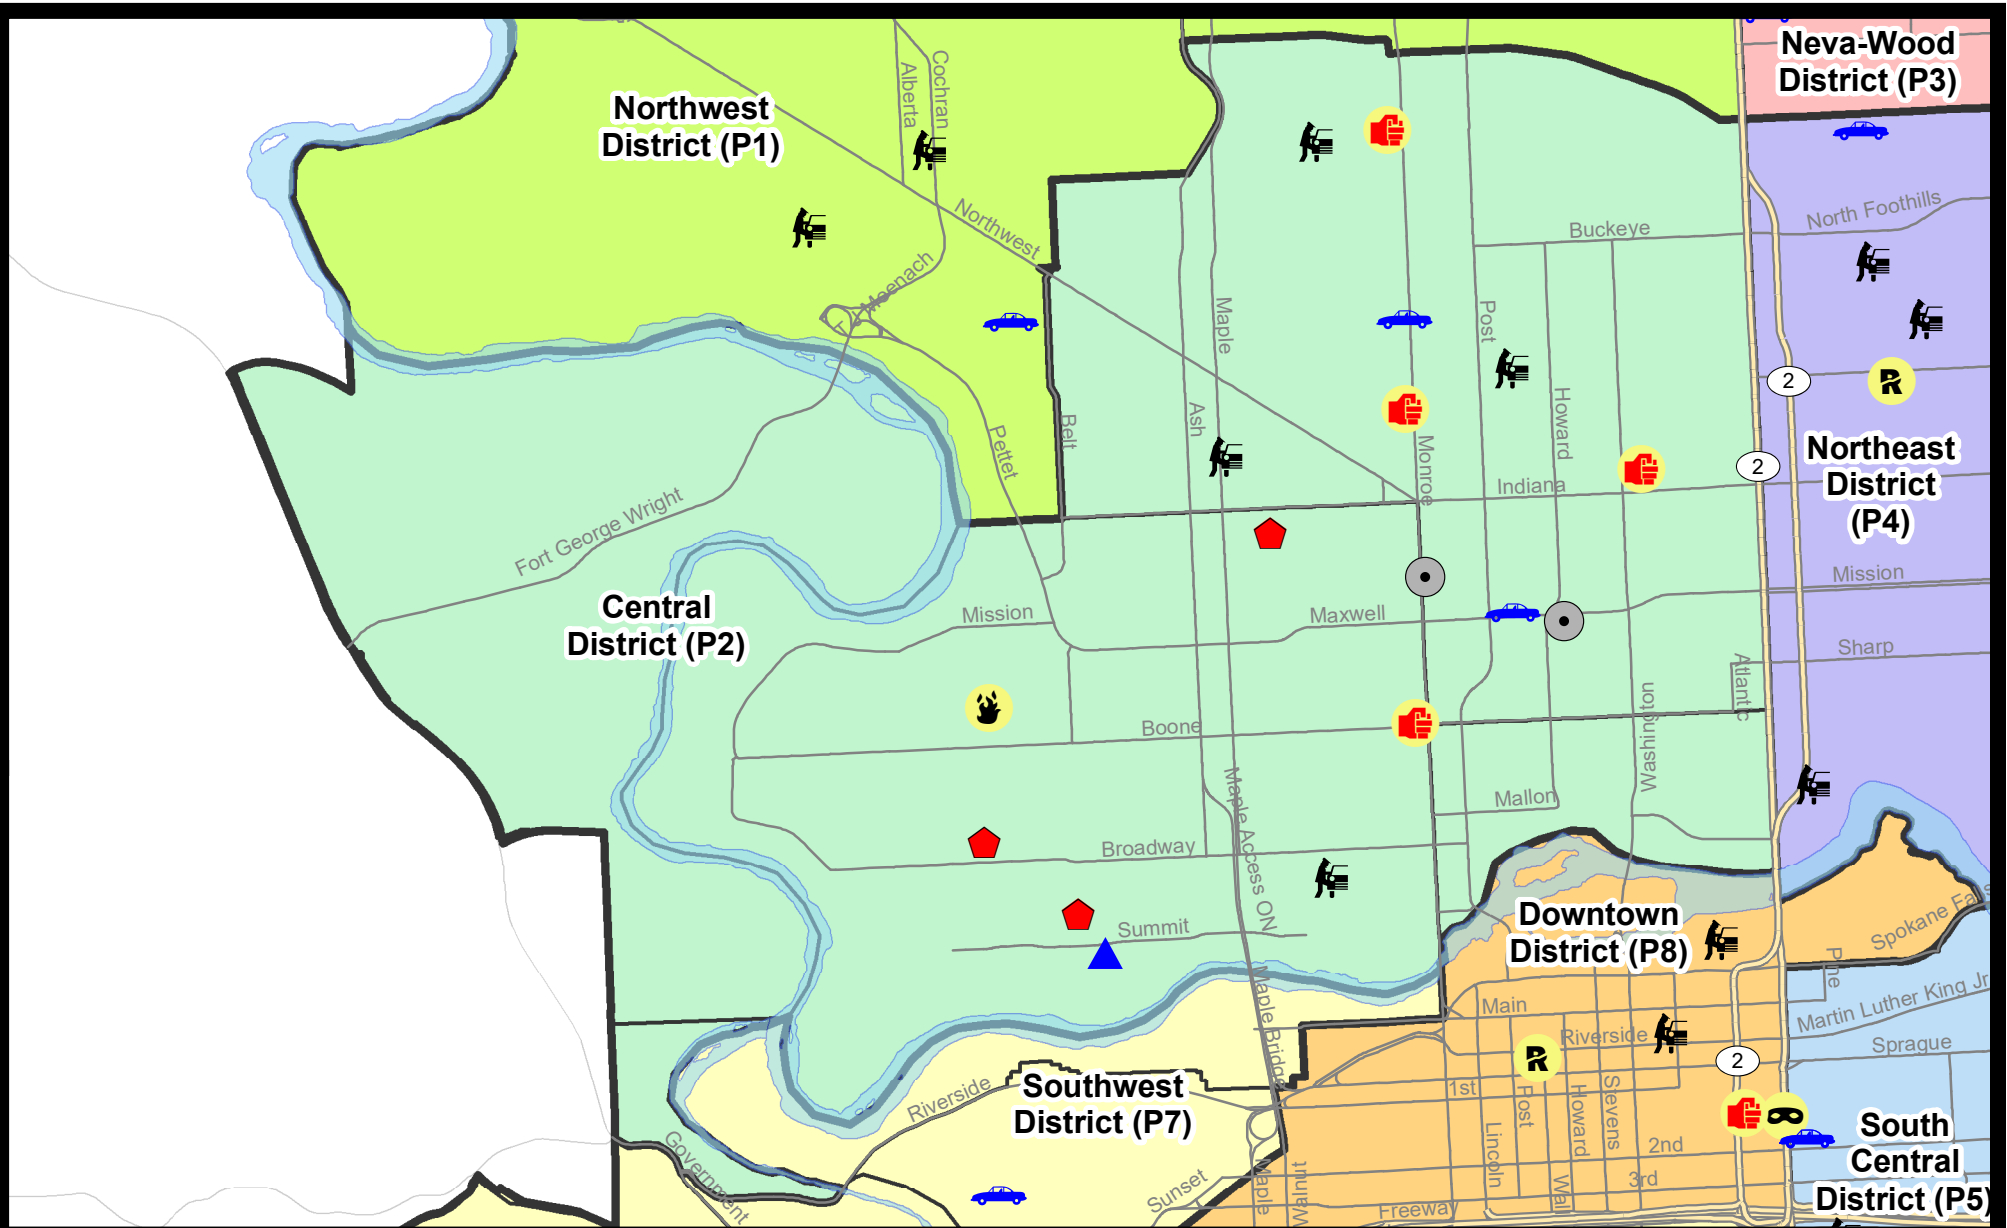 Neva-Wood
District (P3)
Northwest
District (P1)
Cochran
Alberta
North Foothills
Buckeye
Northwest
Meenach
Maple
Post
Belt
Ash
Howard
Pettet
Monroe
2
2
Northeast
District
(P4)
Indiana
Fort George Wright
Central
District (P2)
Mission
Mission
Maxwell
Sharp
Atlantic
Washington
Boone
Maple Access ON
Mallon
Broadway
Summit
Downtown
District (P8)
Spokane Fa
Pine
Martin Luther King Jr
Maple Bridge
Main
Riverside
R
R
2
Sprague
Southwest
District (P7)
Riverside
1st
Post
Howard
Stevens
Lincoln
2nd
3rd
Wall
South
Central
District (P5)
Government
Sunset
Maple
Walnut
Freeway